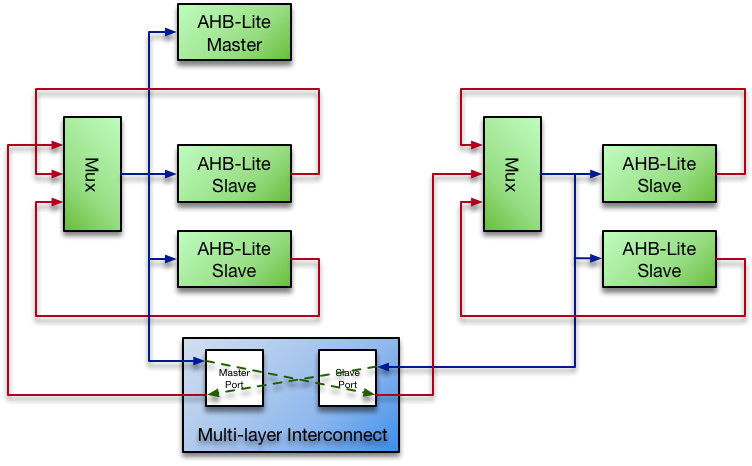 AHB-Lite
Master
Mux
AHB-Lite
Slave
AHB-Lite
Slave
Mux
AHB-Lite
Slave
AHB-Lite
Slave
Master
Port
Slave
Port
Multi-layer Interconnect